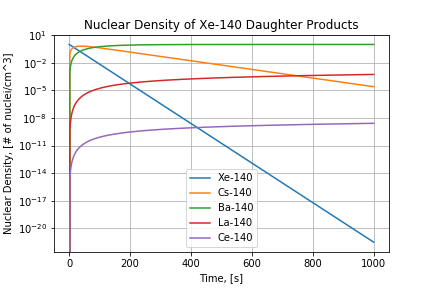 Nuclear Density of Xe-140 Daughter Products
Nuclear Density, [# of nuclei/cm^3]
10^1
10^-2
10^-5
10^-8
10^-11
10^-14
10^-17
10^-20
Xe-140
Cs-140
Ba-140
La-140
Ce-140
0 200 400 600 800 1000
Time, [s]